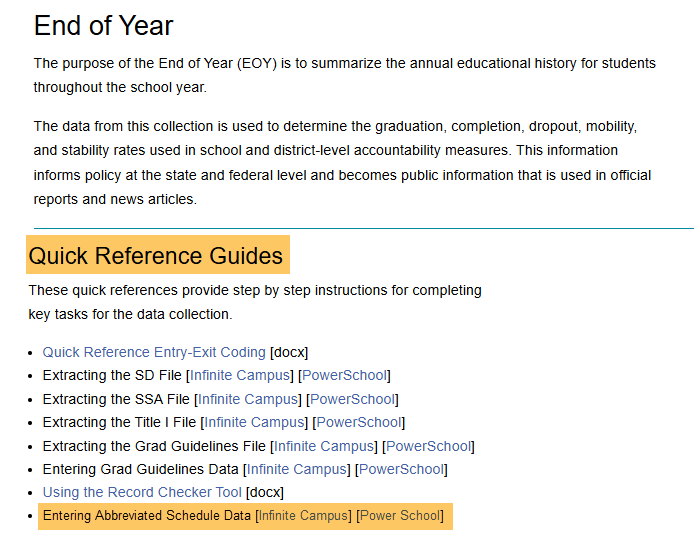 End of Year
The purpose of the End of Year (EOY) is to summarize the annual educational history for students
throughout the school year.
The data from this collection is used to determine the graduation, completion, dropout, mobility,
and stability rates used in school and district-level accountability measures. This information
informs policy at the state and federal level and becomes public information that is used in official
reports and news articles.
Quick Reference Guides
These quick references provide step by step instructions for completing
key tasks for the data collection.
• Quick Reference Entry-Exit Coding [docx]
• Extracting the SD File [Infinite Campus] [PowerSchool]
• Extracting the SSA File [Infinite Campus] [PowerSchool]
• Extracting the Title I File [Infinite Campus] [PowerSchool]
• Extracting the Grad Guidelines File [Infinite Campus] [PowerSchool]
• Entering Grad Guidelines Data [Infinite Campus] [PowerSchool]
• Using the Record Checker Tool [docx]
• Entering Abbreviated Schedule Data [Infinite Campus] [Power School]